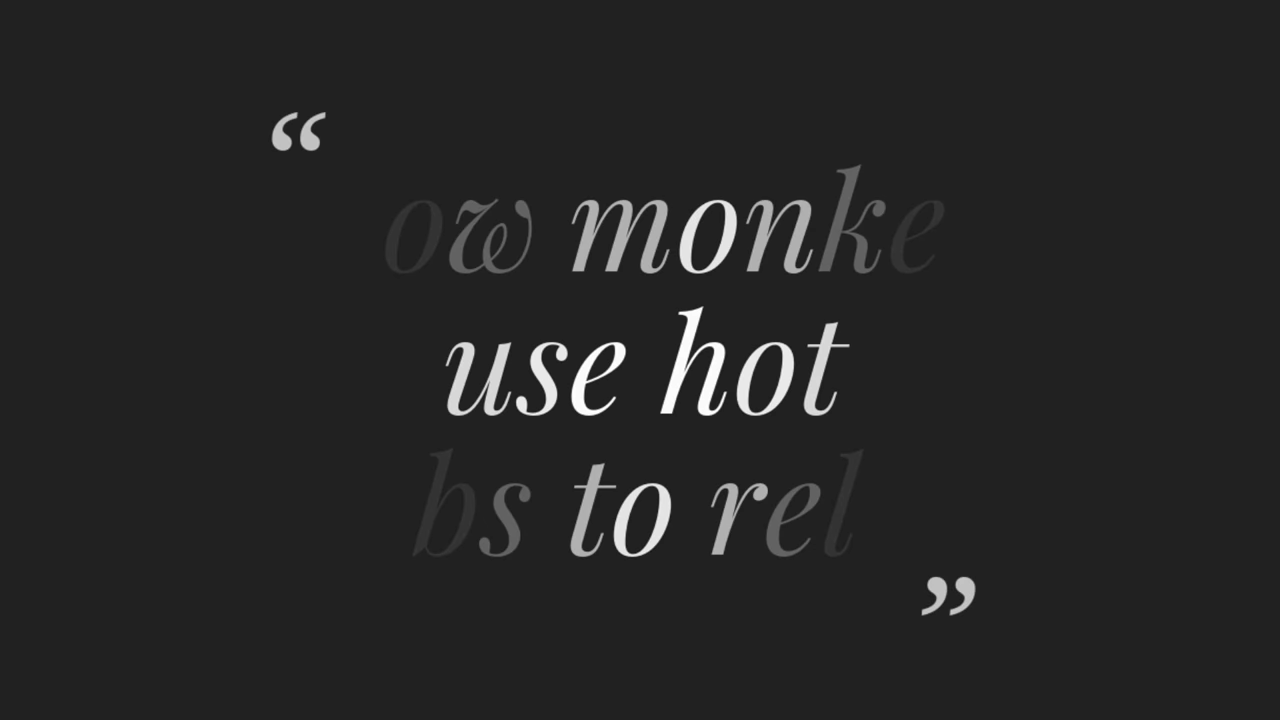 “
ow monke
use hot
bs to rel
”